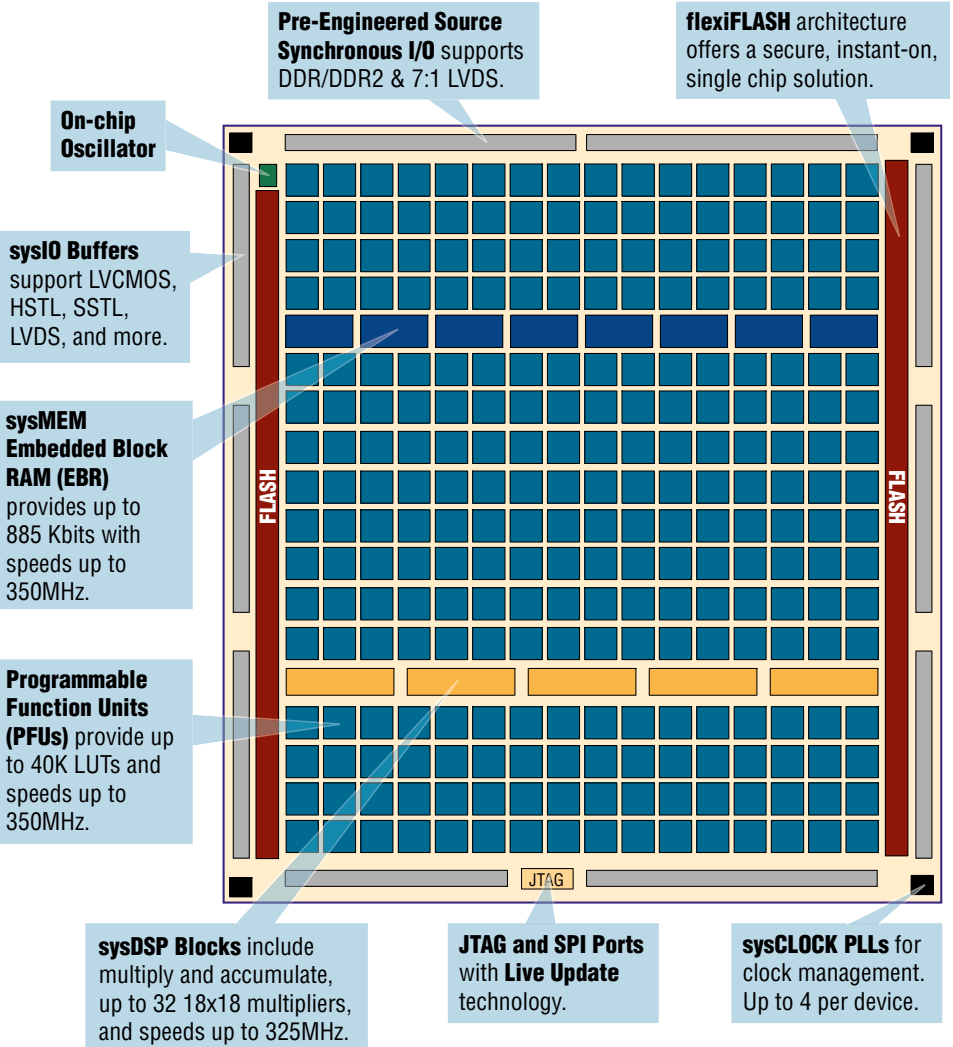 Pre-Engineered Source
Synchronous I/O supports
DDR/DDR2 & 7:1 LVDS.
flexiFLASH architecture
offers a secure, instant-on,
single chip solution.
On-chip
Oscillator
sysIO Buffers
support LVCMOS,
HSTL, SSTL,
LVDS, and more.
sysMEM
Embedded Block
RAM (EBR)
provides up to
885 Kbits with
speeds up to
350MHz.
FLASH
FLASH
Programmable
Function Units
(PFUs) provide up
to 40K LUTs and
speeds up to
350MHz.
JTAG
sysDSP Blocks include
multiply and accumulate,
up to 32 18x18 multipliers,
and speeds up to 325MHz.
JTAG and SPI Ports
with Live Update
technology.
sysCLOCK PLLs for
clock management.
Up to 4 per device.